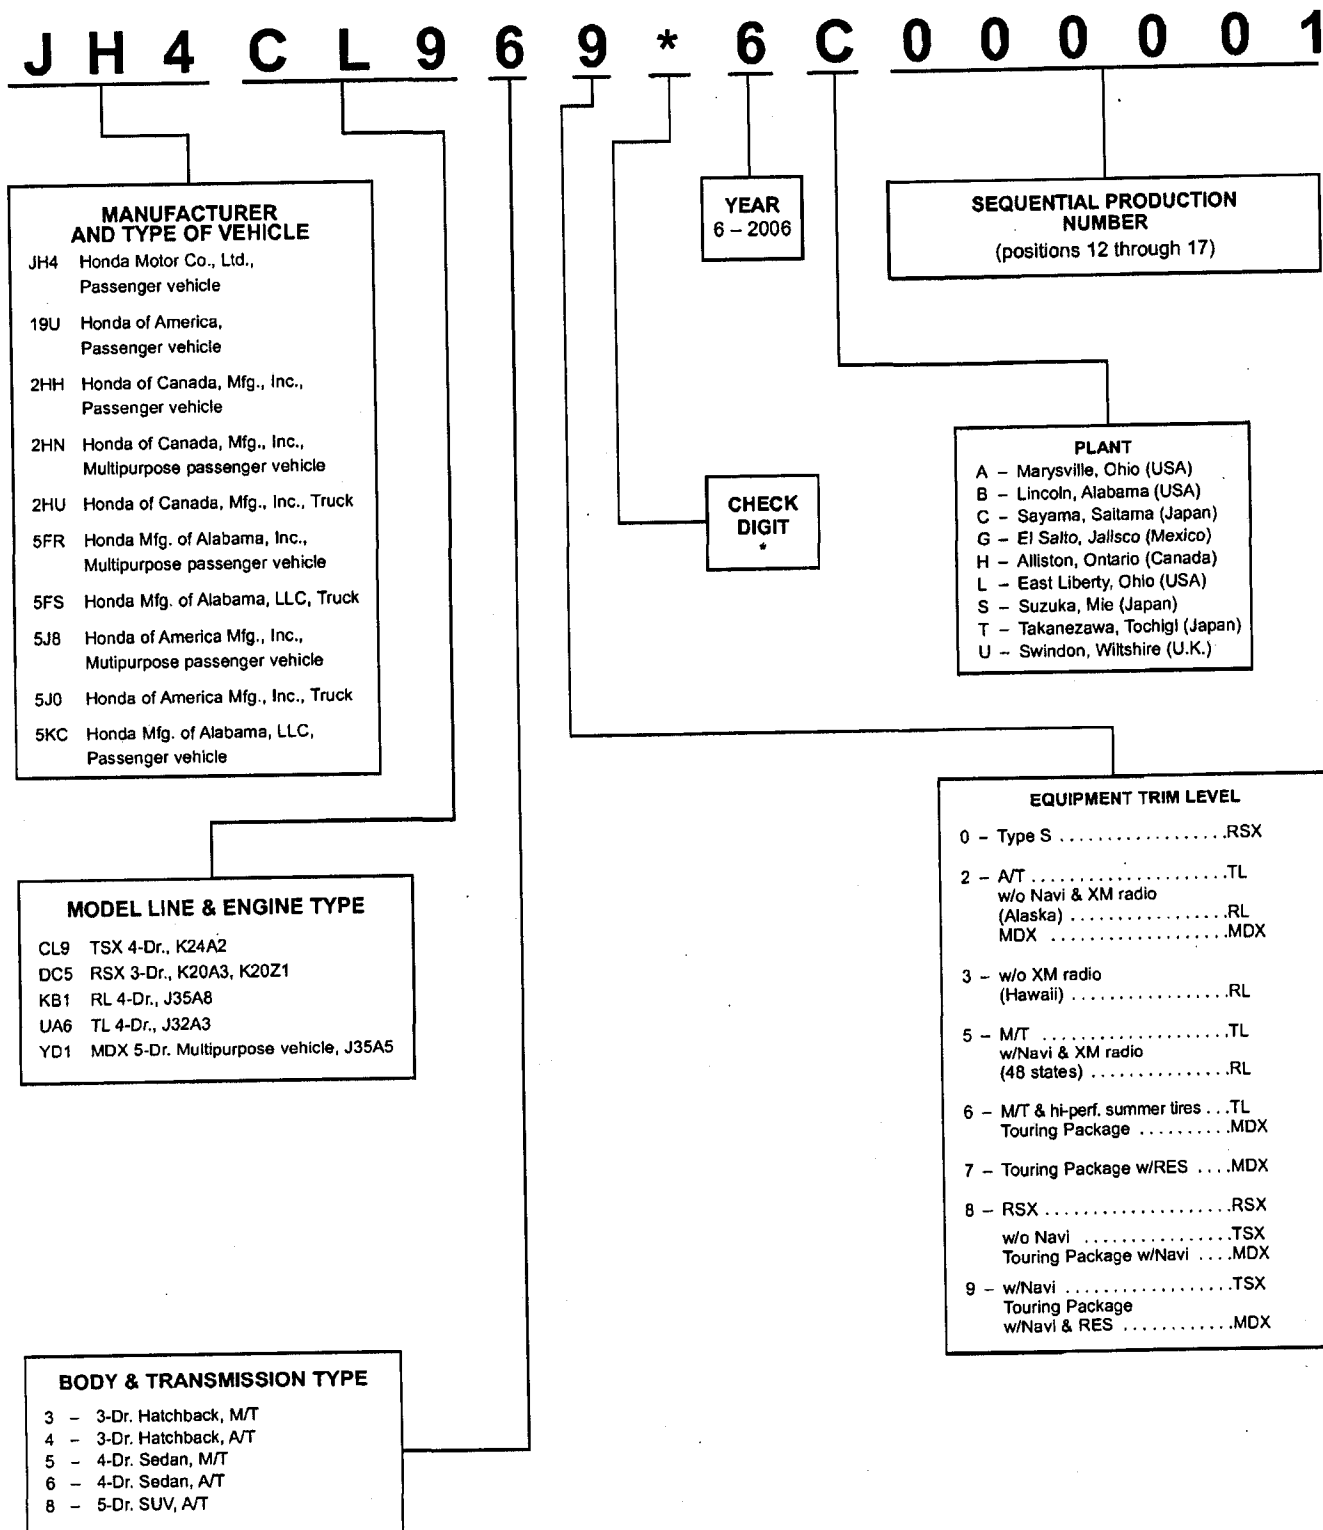 J H 4 C L 9 6 9 * 6 C 0 0 0 0 0 1
MANUFACTURER
AND TYPE OF VEHICLE
JH4 Honda Motor Co., Ltd.,
Passenger vehicle
19U Honda of America,
Passenger vehicle
2HH Honda of Canada, Mfg., Inc.,
Passenger vehicle
2HN Honda of Canada, Mfg., Inc.,
Multipurpose passenger vehicle
2HU Honda of Canada, Mfg., Inc., Truck
5FR Honda Mfg. of Alabama, Inc.,
Multipurpose passenger vehicle
5FS Honda Mfg. of Alabama, LLC, Truck
5J8 Honda of America Mfg., Inc.,
Mutipurpose passenger vehicle
5J0 Honda of America Mfg., Inc., Truck
5KC Honda Mfg. of Alabama, LLC,
Passenger vehicle
YEAR
6 – 2006
SEQUENTIAL PRODUCTION
NUMBER
(positions 12 through 17)
CHECK
DIGIT
*
PLANT
A – Marysville, Ohio (USA)
B – Lincoln, Alabama (USA)
C – Sayama, Saitama (Japan)
G – El Salto, Jalisco (Mexico)
H – Alliston, Ontario (Canada)
L – East Liberty, Ohio (USA)
S – Suzuka, Mie (Japan)
T – Takanezawa, Tochigi (Japan)
U – Swindon, Wiltshire (U.K.)
MODEL LINE & ENGINE TYPE
CL9 TSX 4-Dr., K24A2
DC5 RSX 3-Dr., K20A3, K20Z1
KB1 RL 4-Dr., J35A8
UA6 TL 4-Dr., J32A3
YD1 MDX 5-Dr. Multipurpose vehicle, J35A5
EQUIPMENT TRIM LEVEL
0 – Type S ..................RSX
2 – A/T .....................TL
w/o Navi & XM radio
(Alaska) .................RL
MDX ...................MDX
3 – w/o XM radio
(Hawaii) .................RL
5 – M/T ....................TL
w/Navi & XM radio
(48 states) ...............RL
6 – M/T & hi-perf. summer tires ...TL
Touring Package ..........MDX
7 – Touring Package w/RES ....MDX
8 – RSX ....................RSX
w/o Navi ................TSX
Touring Package w/Navi ....MDX
9 – w/Navi ..................TSX
Touring Package
w/Navi & RES ............MDX
BODY & TRANSMISSION TYPE
3 – 3-Dr. Hatchback, M/T
4 – 3-Dr. Hatchback, A/T
5 – 4-Dr. Sedan, M/T
6 – 4-Dr. Sedan, A/T
8 – 5-Dr. SUV, A/T